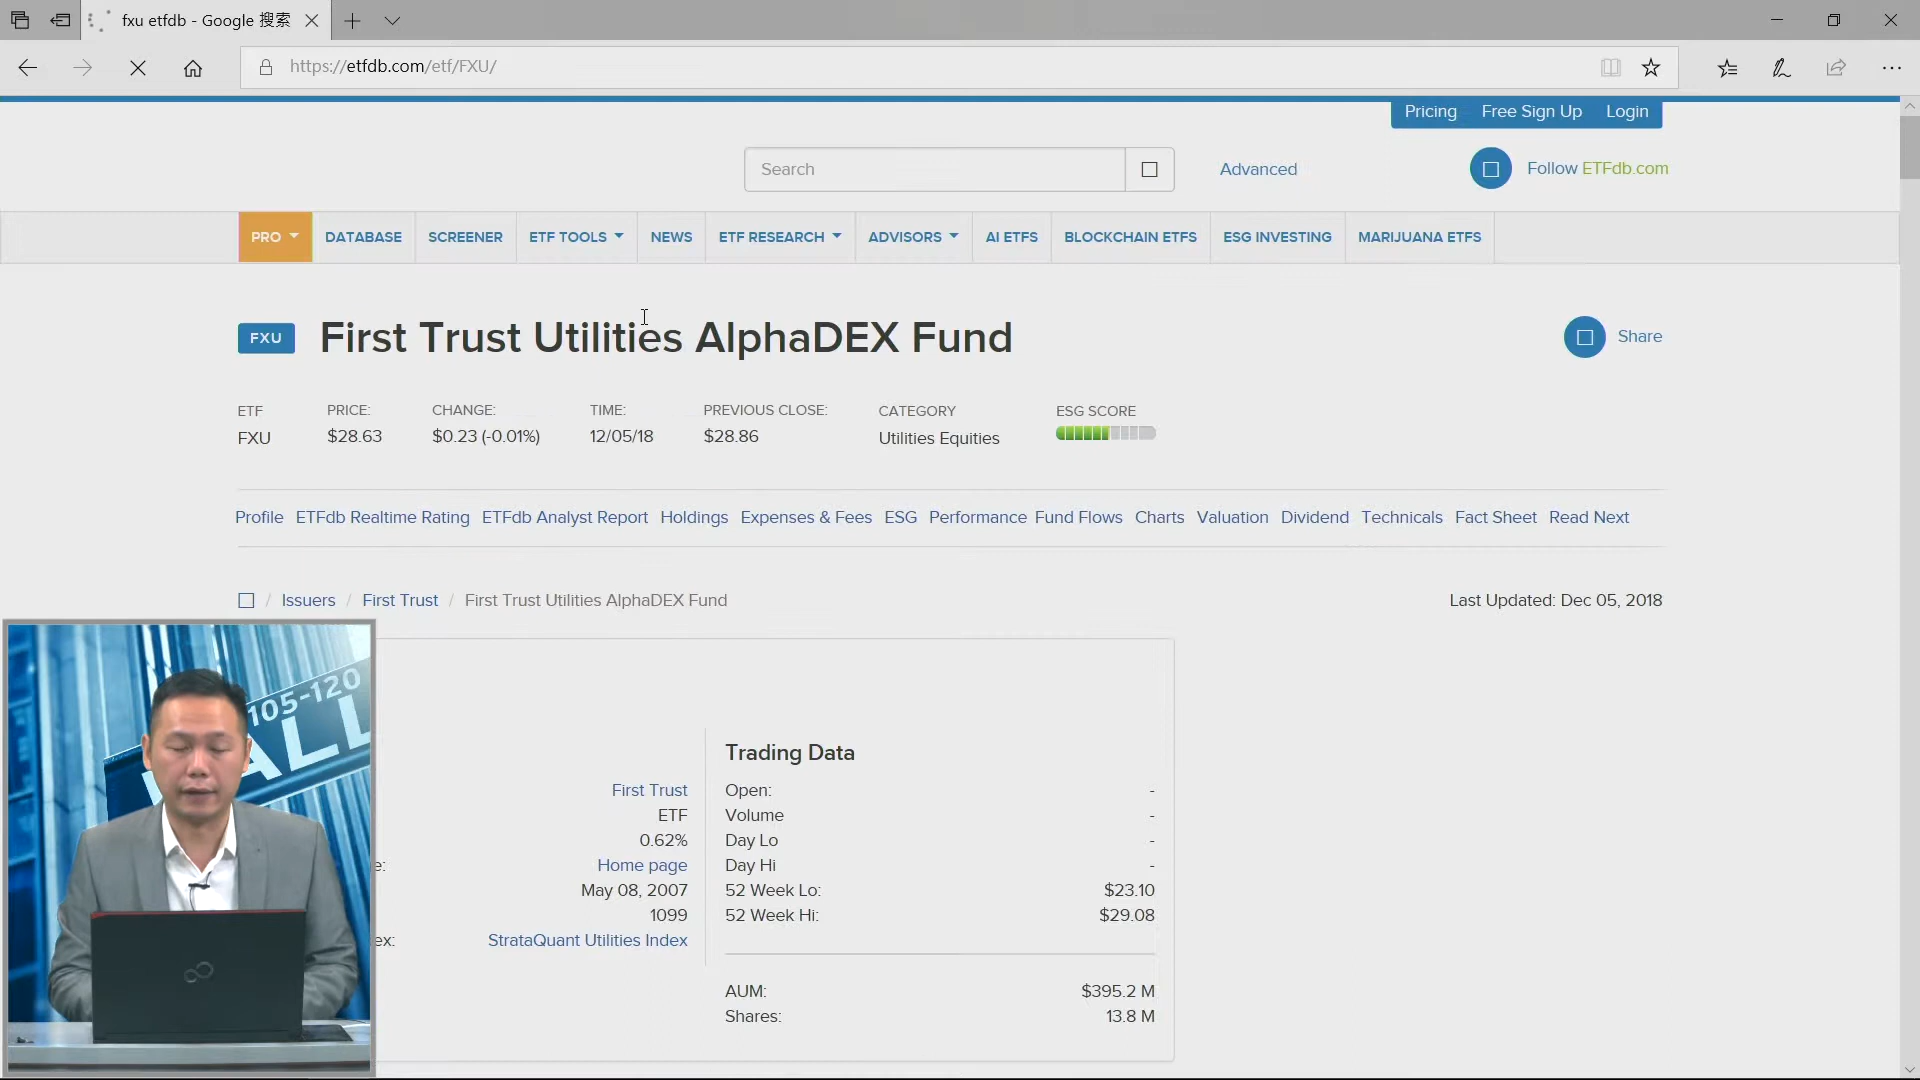 fxu etfdb - Google 搜索
https://etfdb.com/etf/FXU/
Pricing Free Sign Up Login
Search
Advanced
Follow ETFdb.com
PRO DATABASE SCREENER ETF TOOLS NEWS ETF RESEARCH ADVISORS AI ETFS BLOCKCHAIN ETFS ESG INVESTING MARIJUANA ETFS
FXU First Trust Utilities AlphaDEX Fund
Share
ETF PRICE: CHANGE: TIME: PREVIOUS CLOSE: CATEGORY ESG SCORE
FXU $28.63 $0.23 (-0.01%) 12/05/18 $28.86 Utilities Equities
Profile ETFdb Realtime Rating ETFdb Analyst Report Holdings Expenses & Fees ESG Performance Fund Flows Charts Valuation Dividend Technicals Fact Sheet Read Next
/ Issuers / First Trust / First Trust Utilities AlphaDEX Fund
Last Updated: Dec 05, 2018
105-120
WALL
First Trust
ETF
0.62%
e: Home page
May 08, 2007
1099
ex: StrataQuant Utilities Index
Trading Data
Open: -
Volume -
Day Lo -
Day Hi -
52 Week Lo: $23.10
52 Week Hi: $29.08
AUM: $395.2 M
Shares: 13.8 M